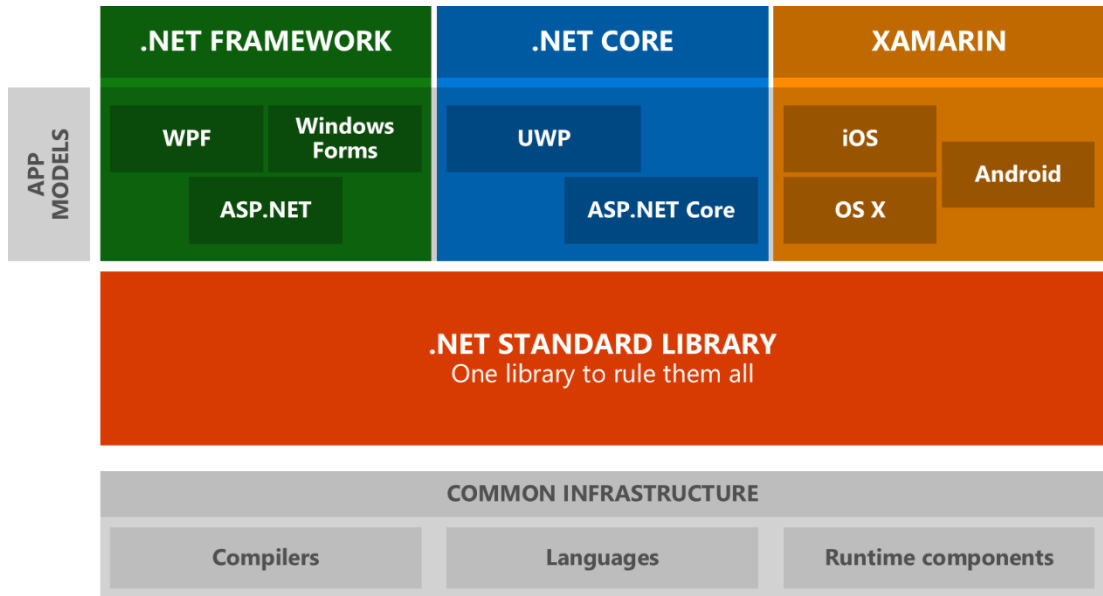 .NET FRAMEWORK
.NET CORE
XAMARIN
APP
MODELS
WPF
Windows
Forms
ASP.NET
UWP
ASP.NET Core
iOS
Android
OS X
.NET STANDARD LIBRARY
One library to rule them all
COMMON INFRASTRUCTURE
Compilers
Languages
Runtime components